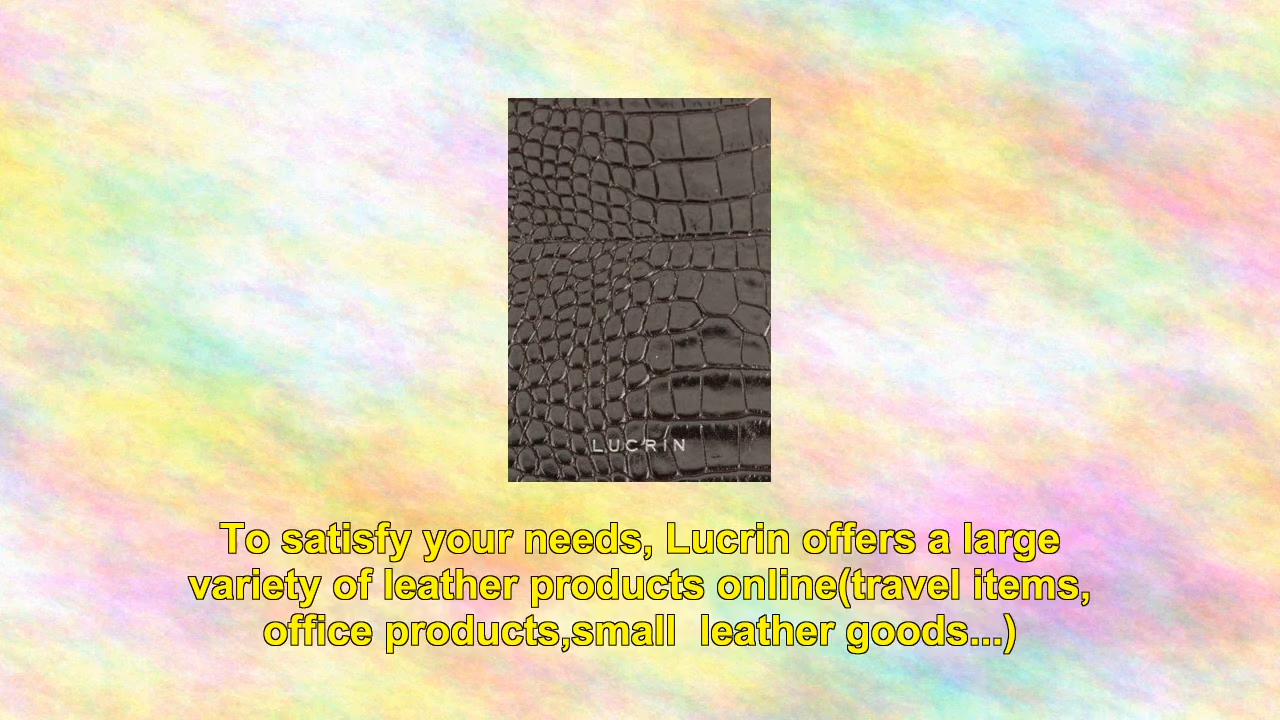 LUCRIN
To satisfy your needs, Lucrin offers a large
variety of leather products online(travel items,
office products,small  leather goods...)